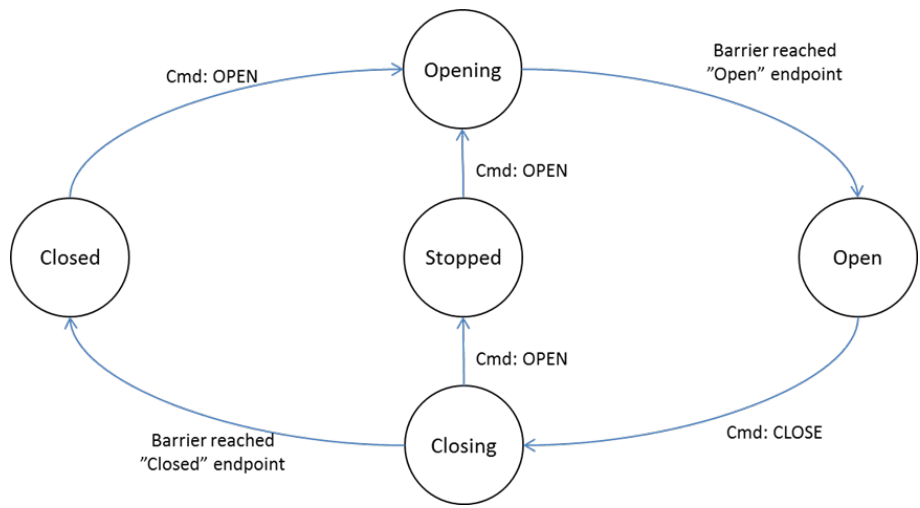 Opening
Barrier reached
”Open” endpoint
Cmd: OPEN
Cmd: OPEN
Closed
Stopped
Open
Cmd: OPEN
Cmd: CLOSE
Barrier reached
”Closed” endpoint
Closing